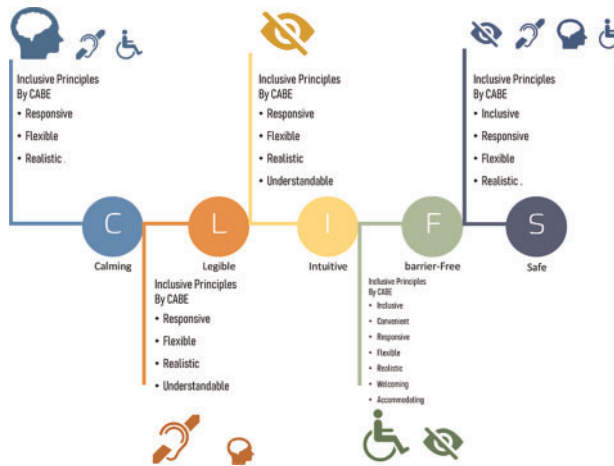 Inclusive Principles
By CABE
• Responsive
• Flexible
• Realistic .
Inclusive Principles
By CABE
• Responsive
• Flexible
• Realistic
• Understandable
Inclusive Principles
By CABE
• Inclusive
• Responsive
• Flexible
• Realistic .
C
L
I
F
S
Calming
Legible
Intuitive
barrier-Free
Safe
Inclusive Principles
By CABE
• Responsive
• Flexible
• Realistic
• Understandable
Inclusive Principles
By CABE
• Inclusive
• Convenient
• Responsive
• Flexible
• Realistic
• Welcoming
• Accommodating